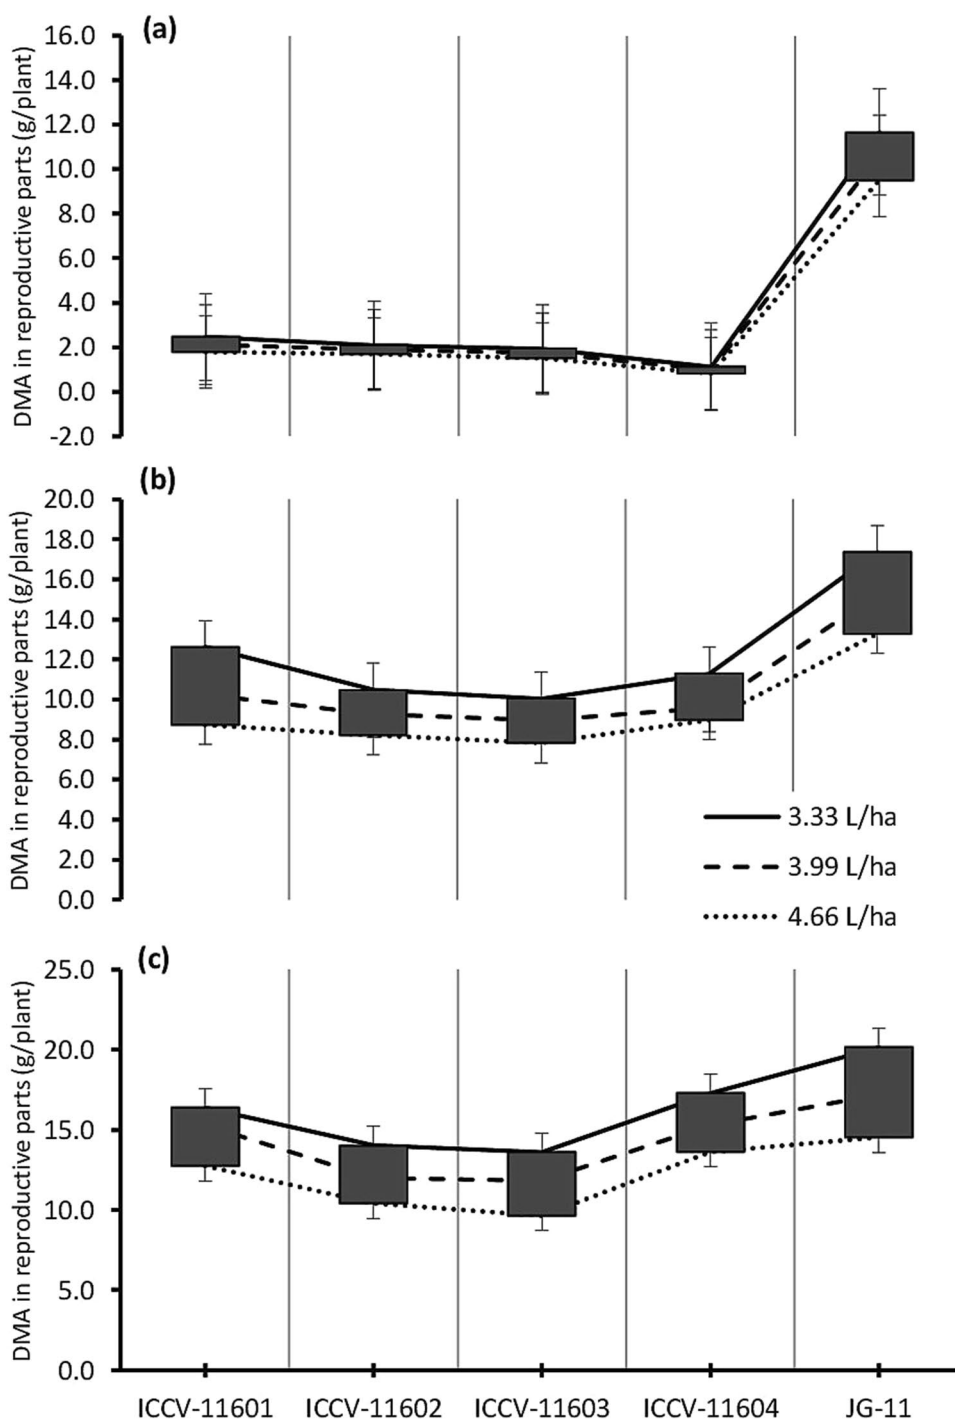 (a)
DMA in reproductive parts (g/plant)
16.0
14.0
12.0
10.0
8.0
6.0
4.0
2.0
0.0
-2.0
(b)
DMA in reproductive parts (g/plant)
20.0
18.0
16.0
14.0
12.0
10.0
8.0
6.0
4.0
2.0
0.0
3.33 L/ha
3.99 L/ha
4.66 L/ha
(c)
DMA in reproductive parts (g/plant)
25.0
20.0
15.0
10.0
5.0
0.0
ICCV-11601 ICCV-11602 ICCV-11603 ICCV-11604 JG-11